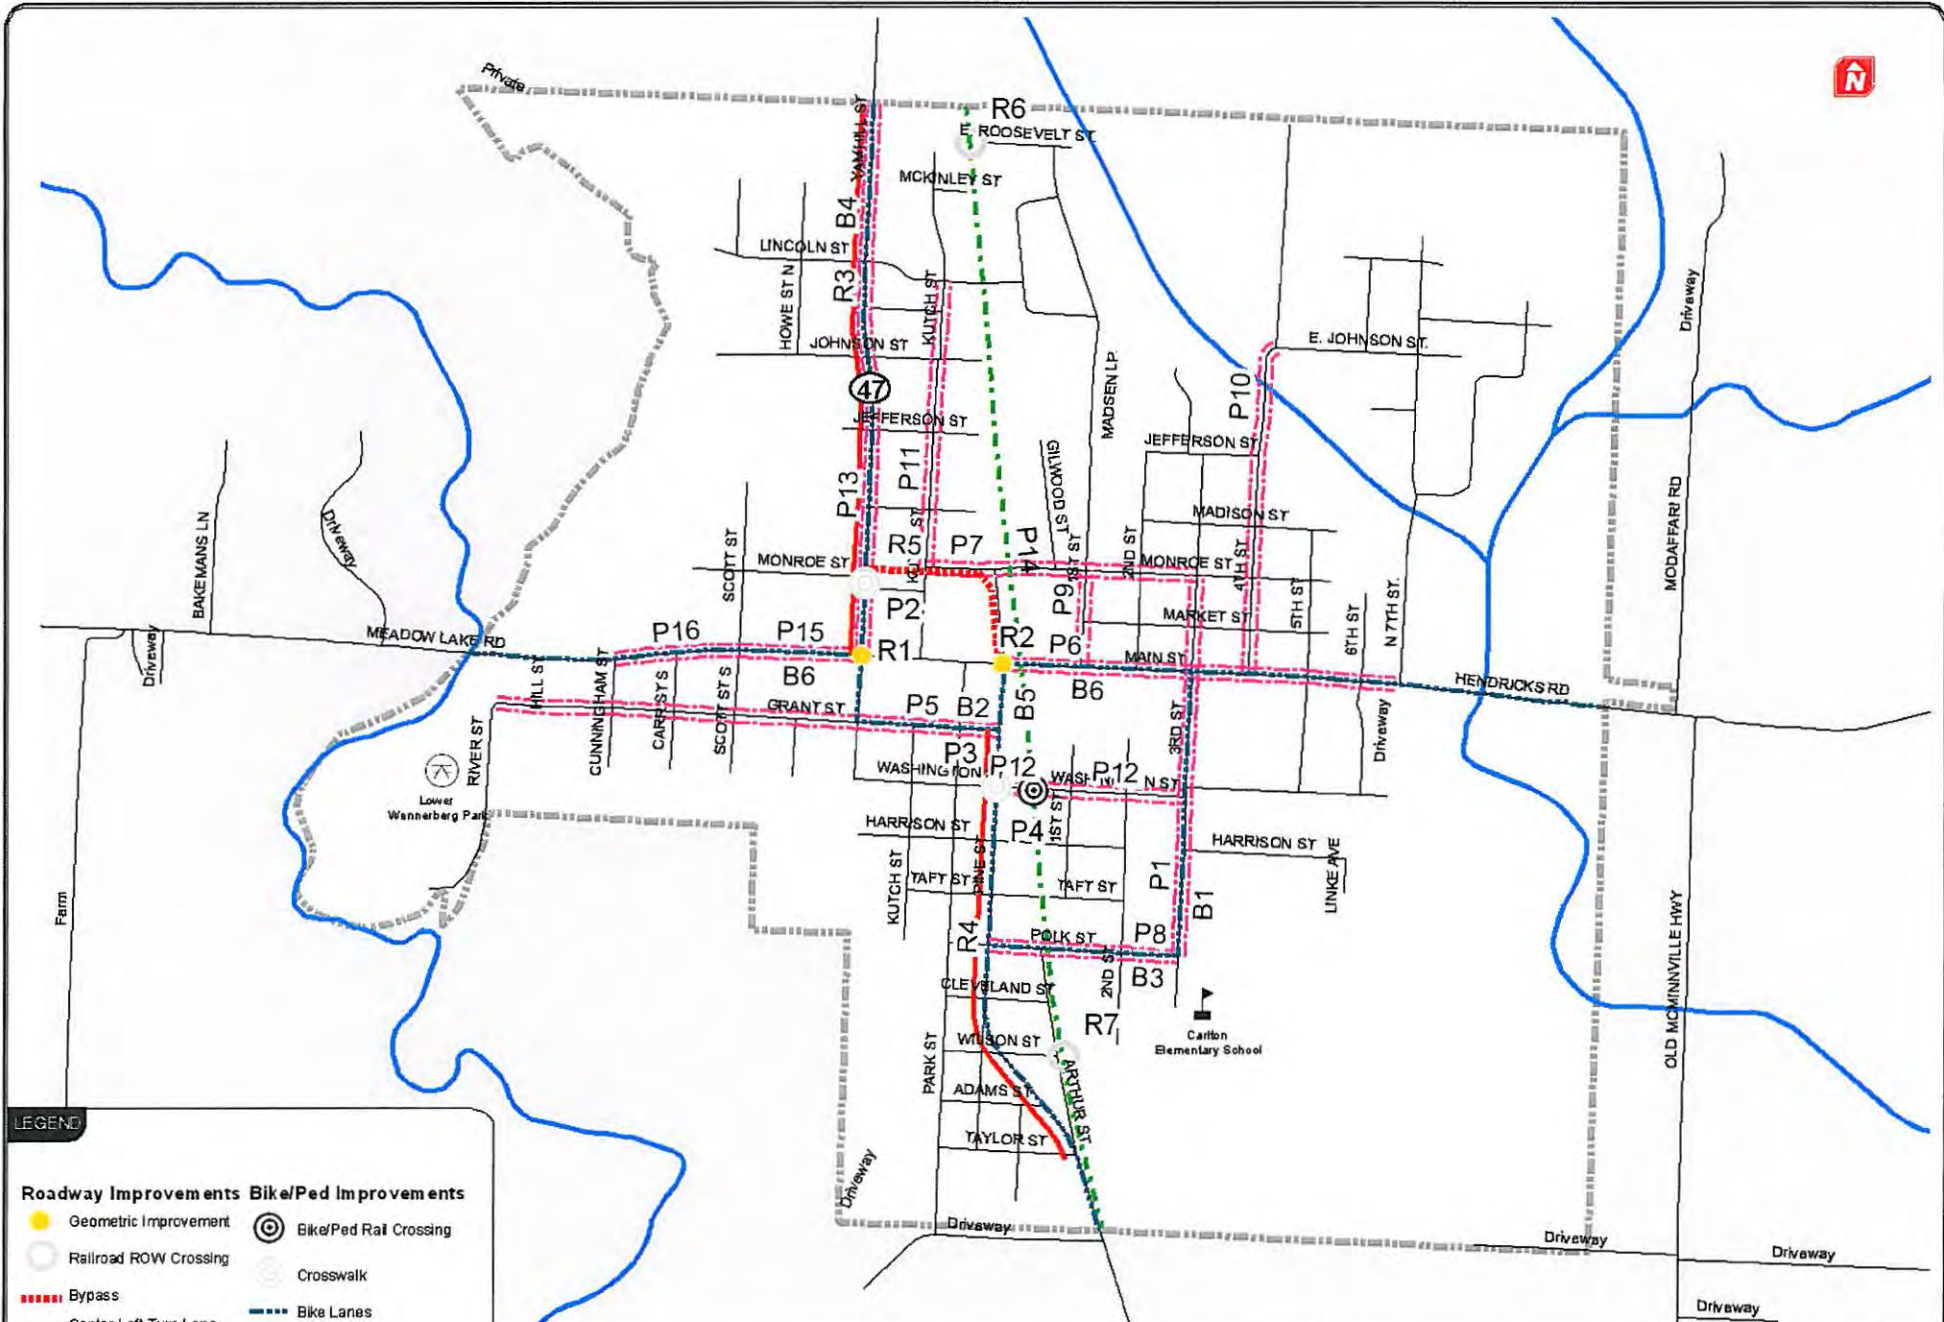 N
Private
R6
E. ROOSEVELT ST
YAMHILL ST
MCKINLEY ST
B4
LINCOLN ST
R3
HOWE ST N
KUTCH ST
JOHNSON ST
E. JOHNSON ST.
Driveway
47
MADSEN LP.
P10
JEFFERSON ST
JEFFERSON ST
GILWOOD ST
P11
P13
MADISON ST
BAKEMANS LN
Driveway
SCOTT ST
MONROE ST
R5
P7
P14
1ST ST
2ND ST
MONROE ST
4TH ST
MODAFFARI RD
P2
P9
MARKET ST
5TH ST
6TH ST
N 7TH ST.
Driveway
MEADOW LAKE RD
P16
P15
R1
R2
P6
MAIN ST
B6
B6
HENDRICKS RD
HILL ST
CUNNINGHAM ST
CARR ST S
SCOTT ST S
GRANT ST
P5
B2
B5
3RD ST
Driveway
RIVER ST
P3
WASHINGTON
P12
P12
Lower
Wennerberg Park
HARRISON ST
P4
1ST ST
HARRISON ST
KUTCH ST
TAFT ST
PINE ST
TAFT ST
P1
B1
LINKE AVE
Farm
R4
POLK ST
P8
2ND ST
B3
OLD MCMINNVILLE HWY
CLEVELAND ST
R7
Carlton
Elementary School
PARK ST
WILSON ST
ADAMS ST
ARTHUR ST
TAYLOR ST
Driveway
Driveway
Driveway
Driveway
Driveway
LEGEND
Roadway Improvements Bike/Ped Improvements
Geometric Improvement
Bike/Ped Rail Crossing
Railroad ROW Crossing
Crosswalk
Bypass
Bike Lanes